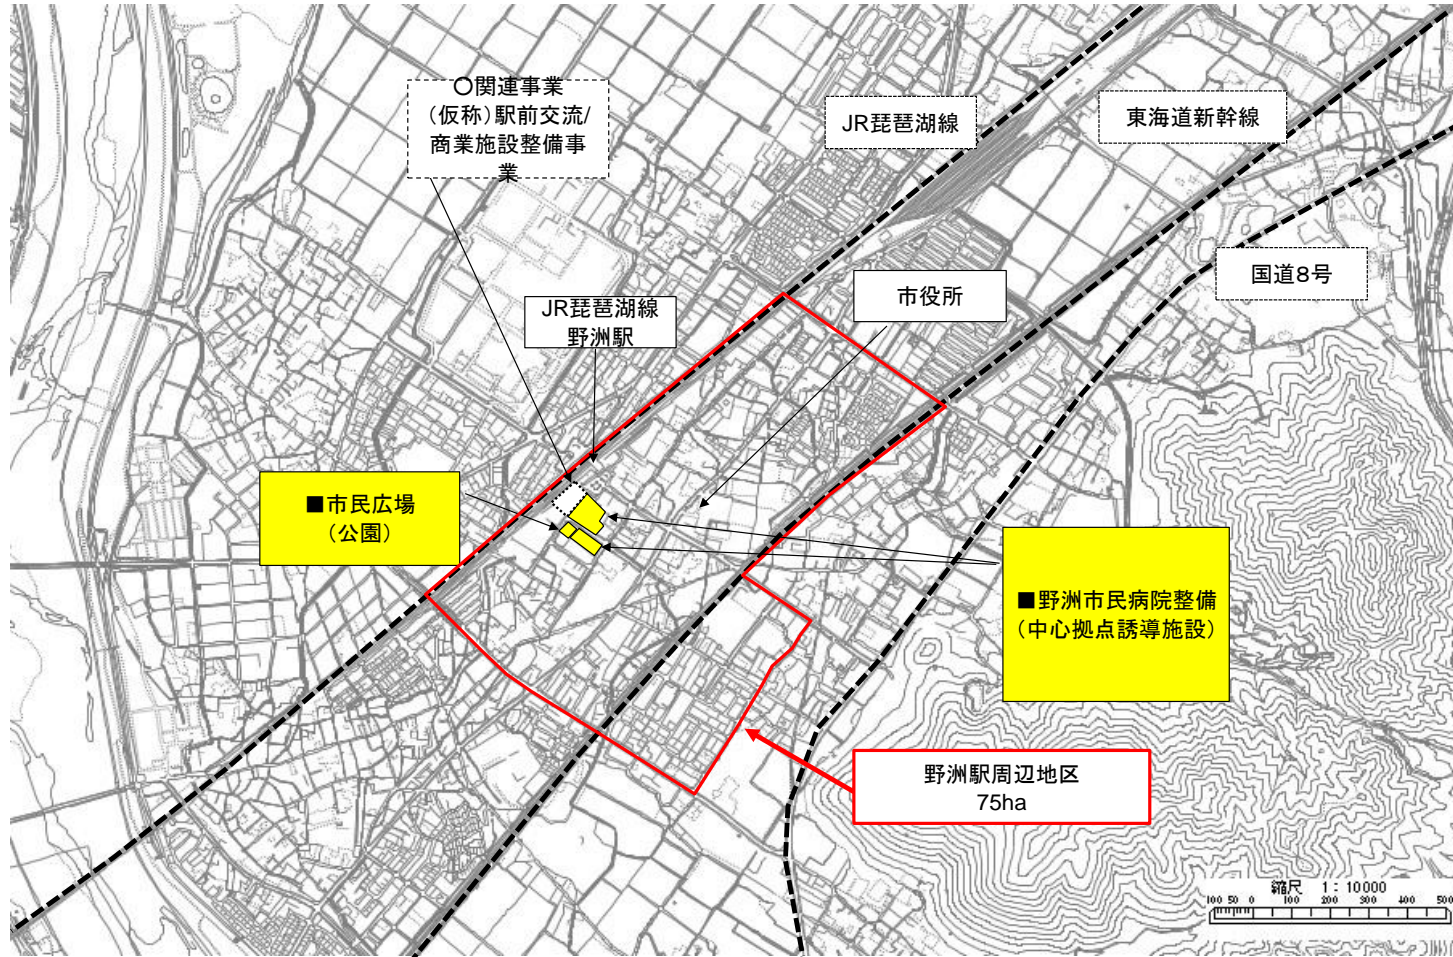 〇関連事業
(仮称)駅前交流/
商業施設整備事
業
JR琵琶湖線
東海道新幹線
国道8号
市役所
JR琵琶湖線
野洲駅
■市民広場
(公園)
■野洲市民病院整備
(中心拠点誘導施設)
野洲駅周辺地区
75ha
縮尺 1:10000
100 50 0 100 200 300 400 500